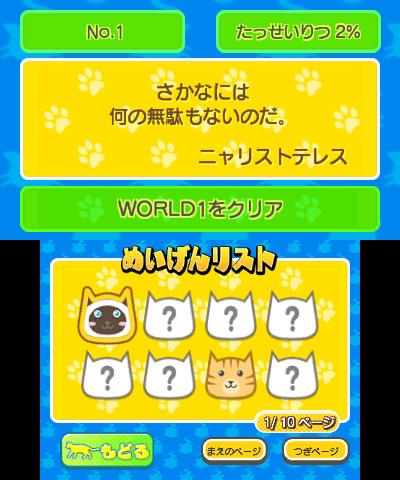 No.1
たっせいりつ 2%
さかなには
何の無駄もないのだ。
ニャリストテレス
WORLD1をクリア
めいげんリスト
?
?
?
?
?
?
1/10 ページ
もどる
まえのページ
つぎページ